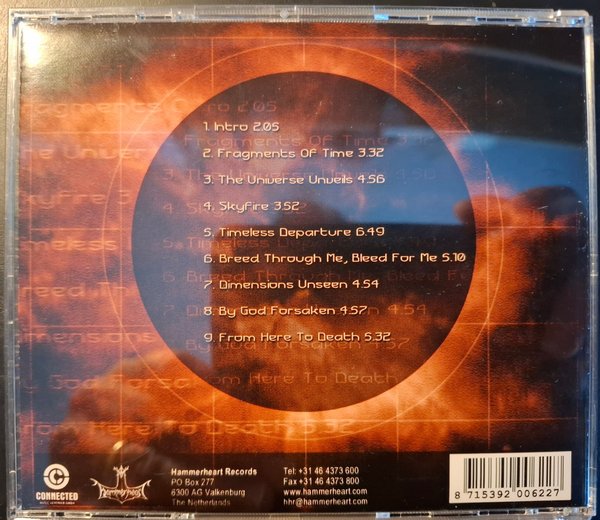 1. Intro 2.05
2. Fragments Of Time 3.32
3. The Universe Unveils 4.56
4. Skyfire 3.52
5. Timeless Departure 6.49
6. Breed Through Me, Bleed For Me 5.10
7. Dimensions Unseen 4.54
8. By God Forsaken 4.57
9. From Here To Death 5.32
CONNECTED
Hammerheart
Hammerheart Records
PO Box 277
6300 AG Valkenburg
The Netherlands
Tel: +31 46 4373 600
Fax +31 46 4373 800
www.hammerheart.com
hhr@hammerheart.com
8 715392 006227